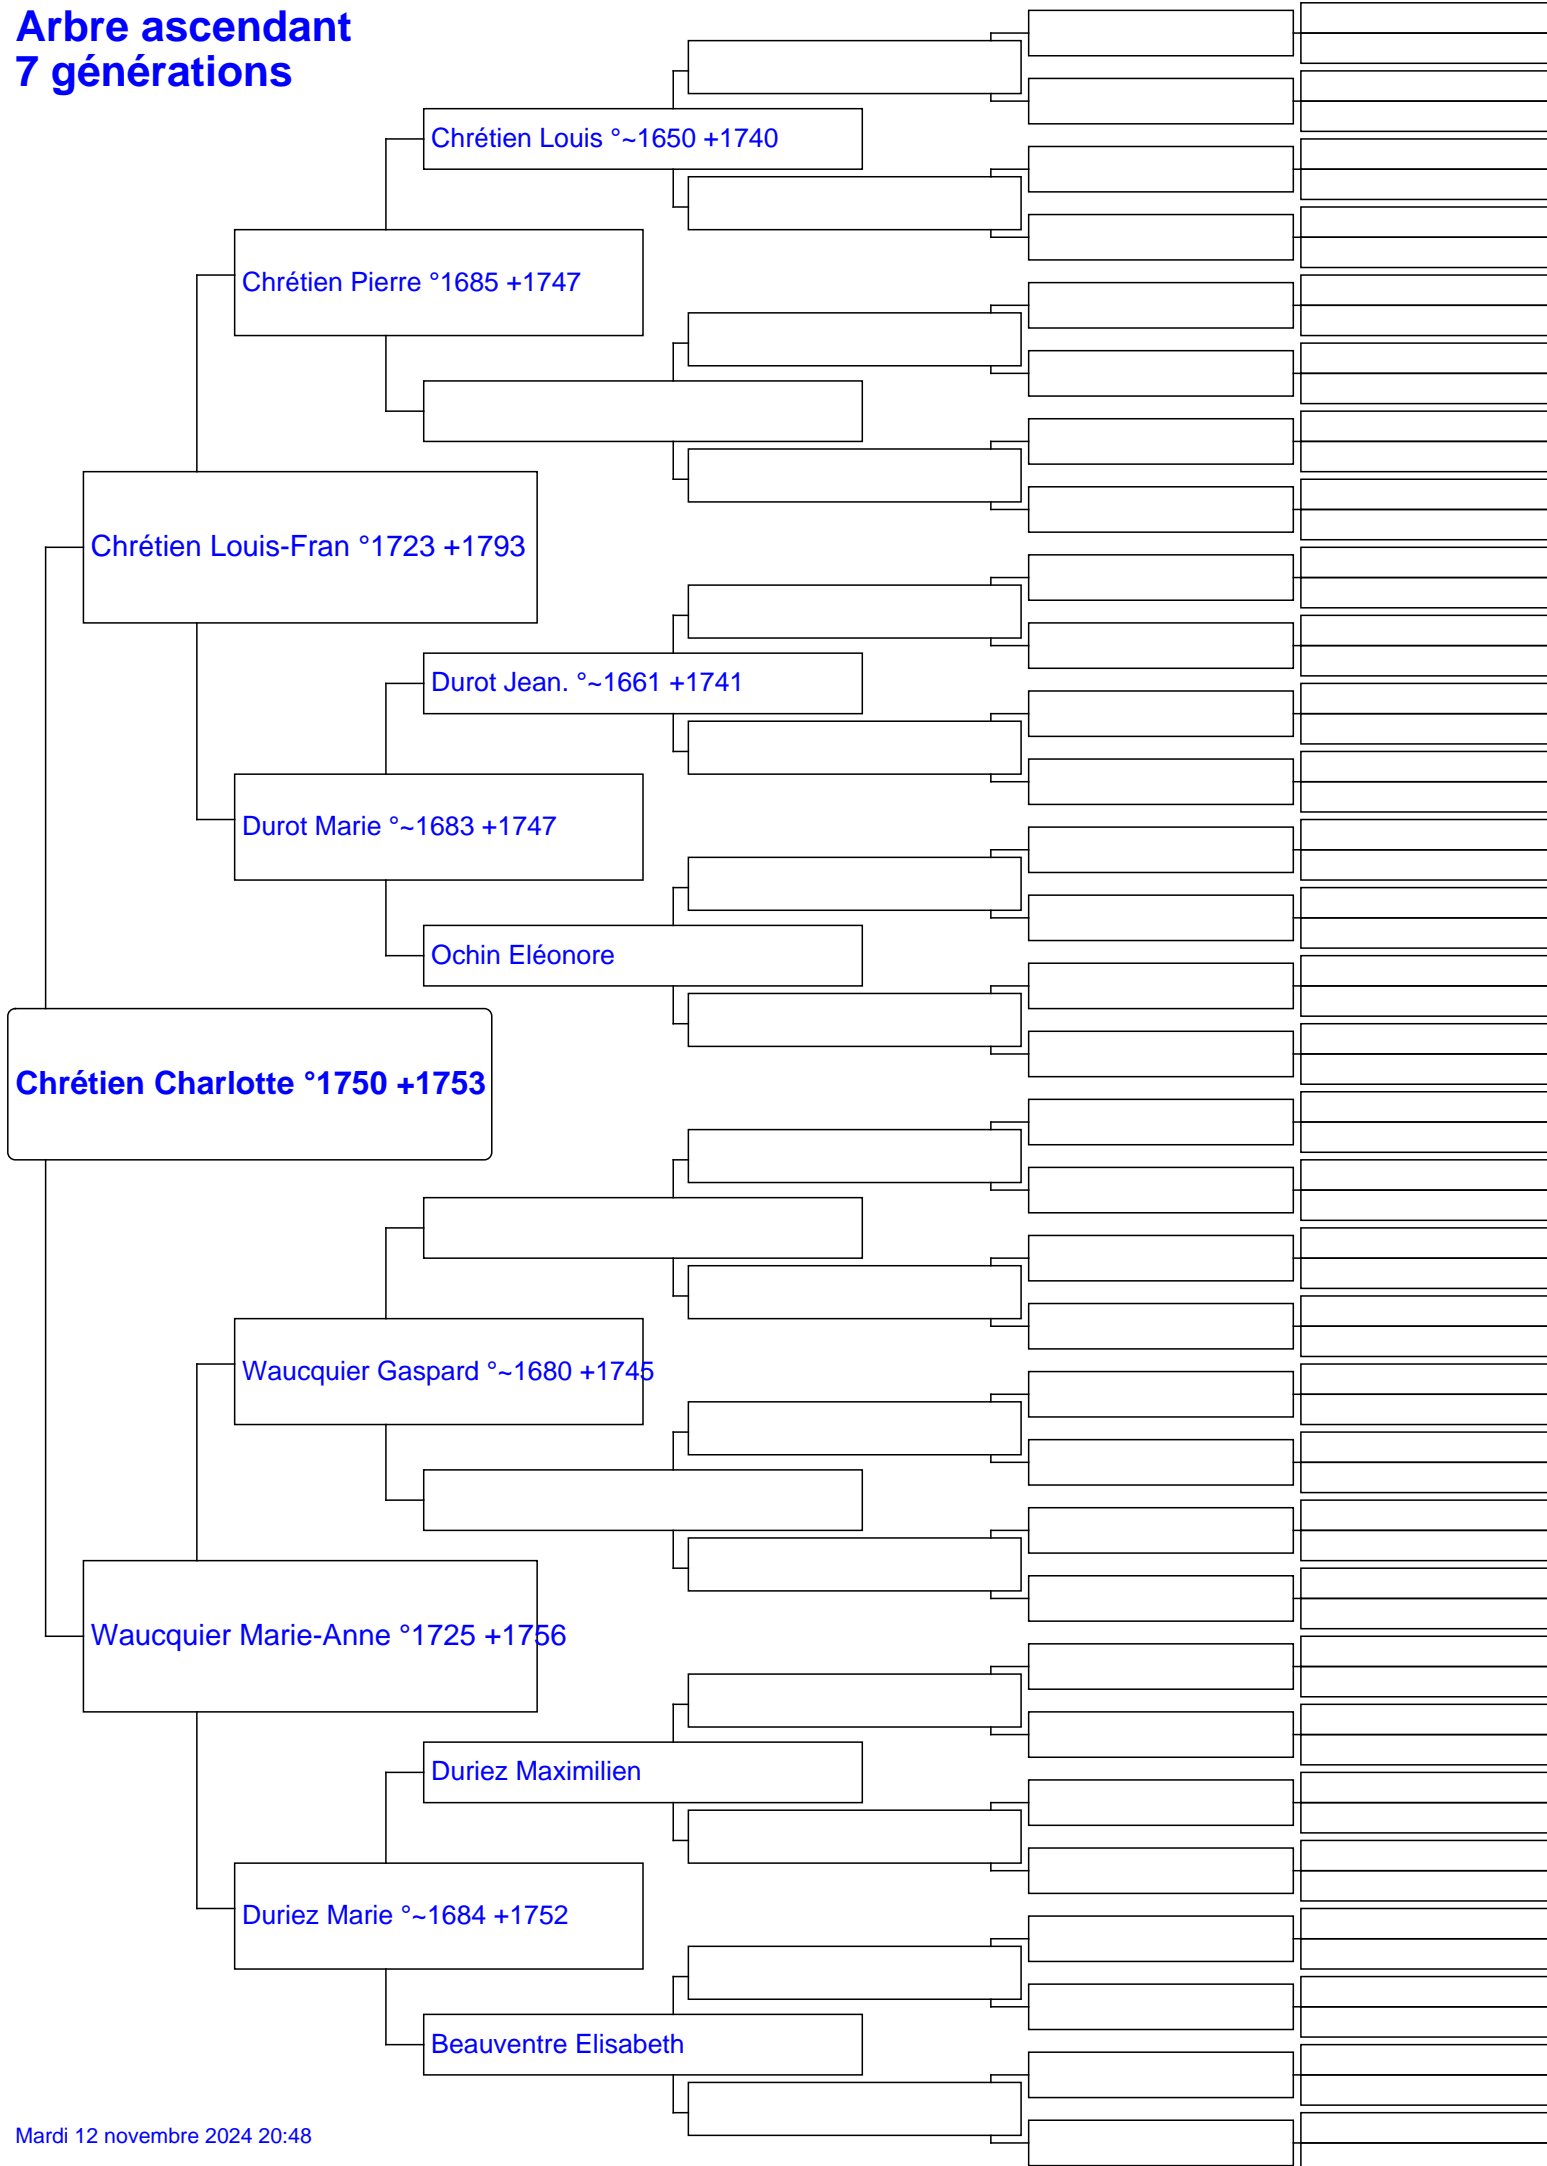 Arbre ascendant
7 générations
Chrétien Louis °~1650 +1740
Chrétien Pierre °1685 +1747
Chrétien Louis-Fran °1723 +1793
Durot Jean. °~1661 +1741
Durot Marie °~1683 +1747
Ochin Eléonore
Chrétien Charlotte °1750 +1753
Waucquier Gaspard °~1680 +1745
Waucquier Marie-Anne °1725 +1756
Duriez Maximilien
Duriez Marie °~1684 +1752
Beauventre Elisabeth
Mardi 12 novembre 2024 20:48